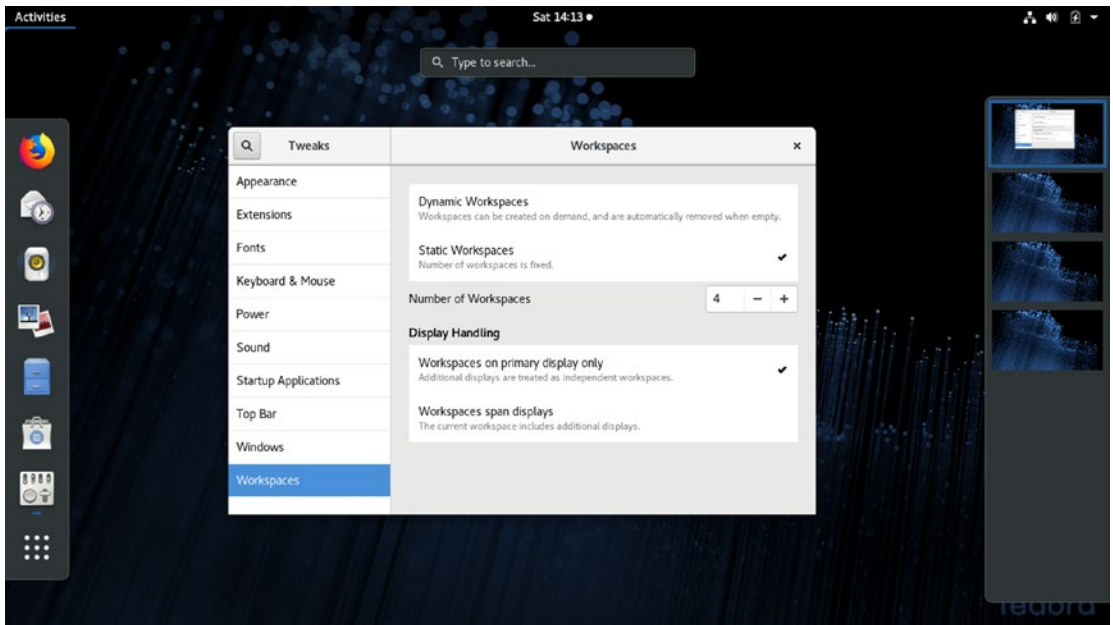 Activities
Sat 14:13
Type to search...
Tweaks
Workspaces
Appearance
Extensions
Fonts
Keyboard & Mouse
Power
Sound
Startup Applications
Top Bar
Windows
Workspaces
Dynamic Workspaces
Workspaces can be created on demand, and are automatically removed when empty.
Static Workspaces
Number of workspaces is fixed.
Number of Workspaces
4
Display Handling
Workspaces on primary display only
Additional displays are treated as independent workspaces.
Workspaces span displays
The current workspace includes additional displays.
fedora